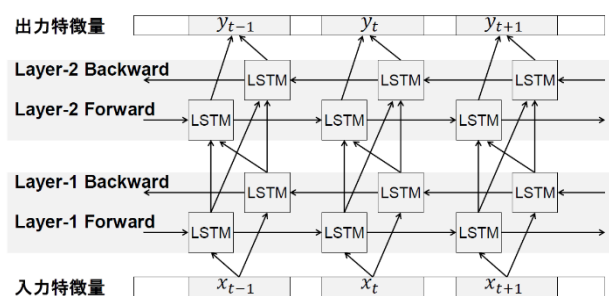 出力特徴量 y_{t−1} y_t y_{t+1}
Layer-2 Backward LSTM LSTM LSTM
Layer-2 Forward LSTM LSTM LSTM
Layer-1 Backward LSTM LSTM LSTM
Layer-1 Forward LSTM LSTM LSTM
入力特徴量 x_{t−1} x_t x_{t+1}